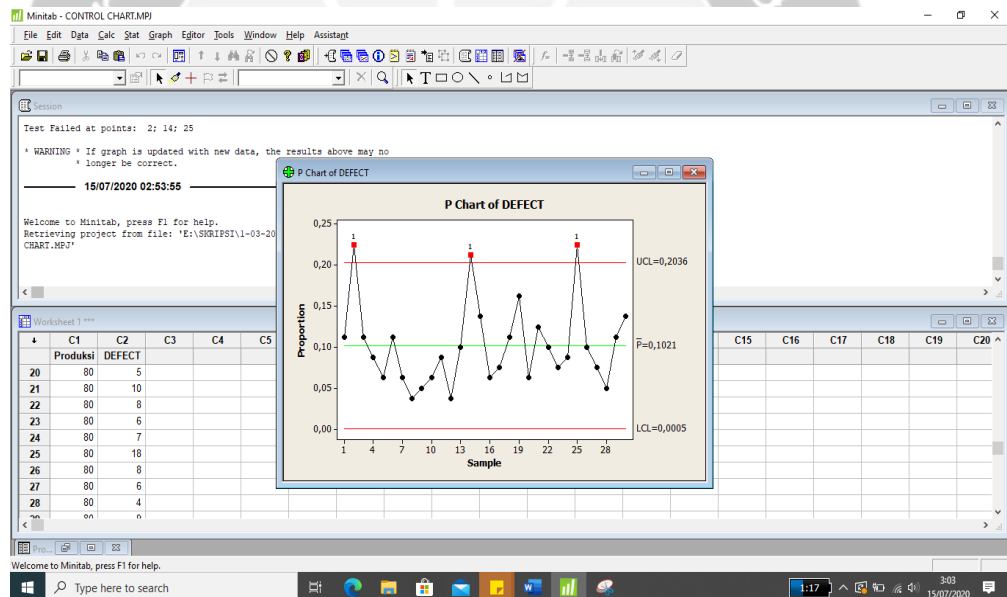 Minitab - CONTROL CHART.MPJ
File Edit Data Calc Stat Graph Editor Tools Window Help Assistant
Session
Test Failed at points: 2; 14; 25
* WARNING * If graph is updated with new data, the results above may no
* longer be correct.
15/07/2020 02:53:55
Welcome to Minitab, press F1 for help.
Retrieving project from file: 'E:\SKRIPSI\1-03-20
CHART.MPJ'
P Chart of DEFECT
P Chart of DEFECT
0,25
0,20
0,15
0,10
0,05
0,00
Proportion
1 1 1
UCL=0,2036
P=0,1021
LCL=0,0005
1 4 7 10 13 16 19 22 25 28
Sample
Worksheet 1 ***
C1 C2 C3 C4 C5 C15 C16 C17 C18 C19 C20
Produksi DEFECT
20 80 5
21 80 10
22 80 8
23 80 6
24 80 7
25 80 18
26 80 8
27 80 6
28 80 4
29 80 9
Pro...
Welcome to Minitab, press F1 for help.
Type here to search
1:17
3:03
15/07/2020